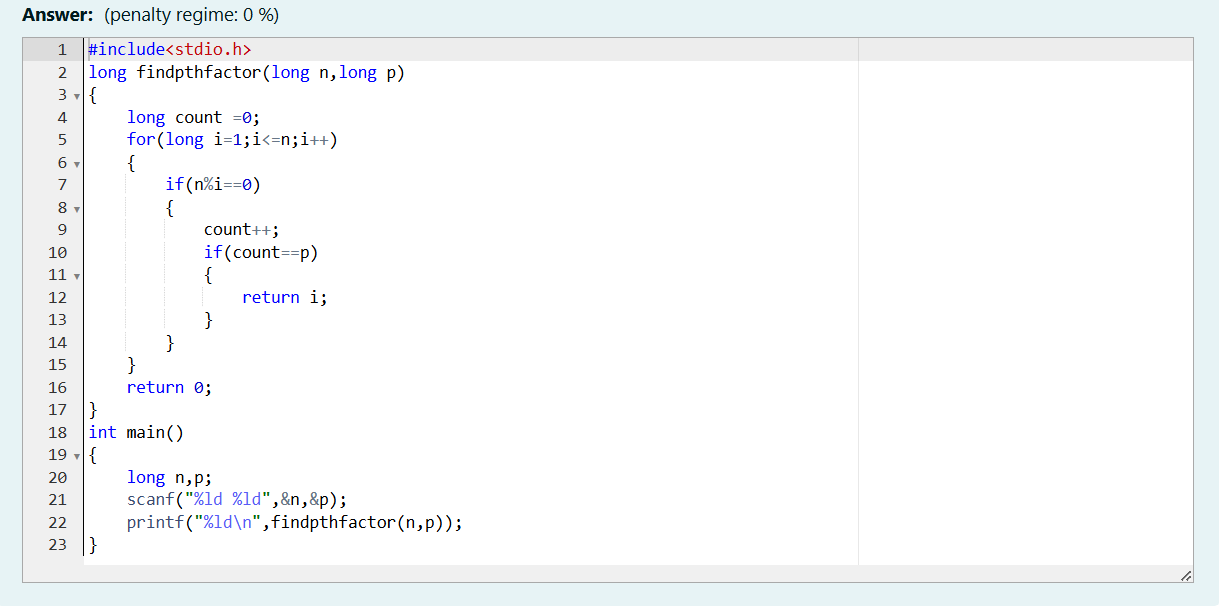 Answer: (penalty regime: 0 %)
1 #include<stdio.h>
2 long findpthfactor(long n,long p)
3 {
4     long count =0;
5     for(long i=1;i<=n;i++)
6     {
7         if(n%i==0)
8         {
9             count++;
10             if(count==p)
11             {
12                 return i;
13             }
14         }
15     }
16     return 0;
17 }
18 int main()
19 {
20     long n,p;
21     scanf("%ld %ld",&n,&p);
22     printf("%ld\n",findpthfactor(n,p));
23 }